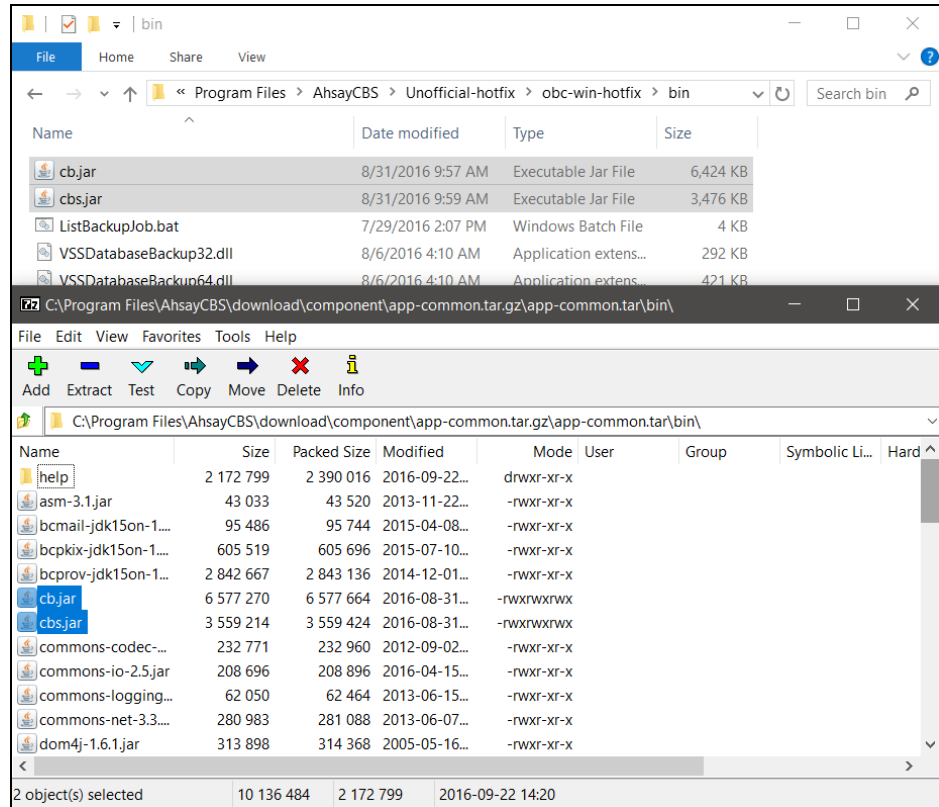 bin
File Home Share View
« Program Files > AhsayCBS > Unofficial-hotfix > obc-win-hotfix > bin Search bin
Name Date modified Type Size
cb.jar 8/31/2016 9:57 AM Executable Jar File 6,424 KB
cbs.jar 8/31/2016 9:59 AM Executable Jar File 3,476 KB
ListBackupJob.bat 7/29/2016 2:07 PM Windows Batch File 4 KB
VSSDatabaseBackup32.dll 8/6/2016 4:10 AM Application extens... 292 KB
VSSDatabaseBackup64.dll 8/6/2016 4:10 AM Application extens... 421 KB
7z C:\Program Files\AhsayCBS\download\component\app-common.tar.gz\app-common.tar\bin\
File Edit View Favorites Tools Help
Add Extract Test Copy Move Delete Info
C:\Program Files\AhsayCBS\download\component\app-common.tar.gz\app-common.tar\bin\
Name Size Packed Size Modified Mode User Group Symbolic Li... Hard
help 2 172 799 2 390 016 2016-09-22... drwxr-xr-x
asm-3.1.jar 43 033 43 520 2013-11-22... -rwxr-xr-x
bcmail-jdk15on-1.... 95 486 95 744 2015-04-08... -rwxr-xr-x
bcpkix-jdk15on-1.... 605 519 605 696 2015-07-10... -rwxr-xr-x
bcprov-jdk15on-1... 2 842 667 2 843 136 2014-12-01... -rwxr-xr-x
cb.jar 6 577 270 6 577 664 2016-08-31... -rwxrwxrwx
cbs.jar 3 559 214 3 559 424 2016-08-31... -rwxrwxrwx
commons-codec-... 232 771 232 960 2012-09-02... -rwxr-xr-x
commons-io-2.5.jar 208 696 208 896 2016-04-15... -rwxr-xr-x
commons-logging... 62 050 62 464 2013-06-15... -rwxr-xr-x
commons-net-3.3.... 280 983 281 088 2013-06-07... -rwxr-xr-x
dom4j-1.6.1.jar 313 898 314 368 2005-05-16... -rwxr-xr-x
2 object(s) selected 10 136 484 2 172 799 2016-09-22 14:20